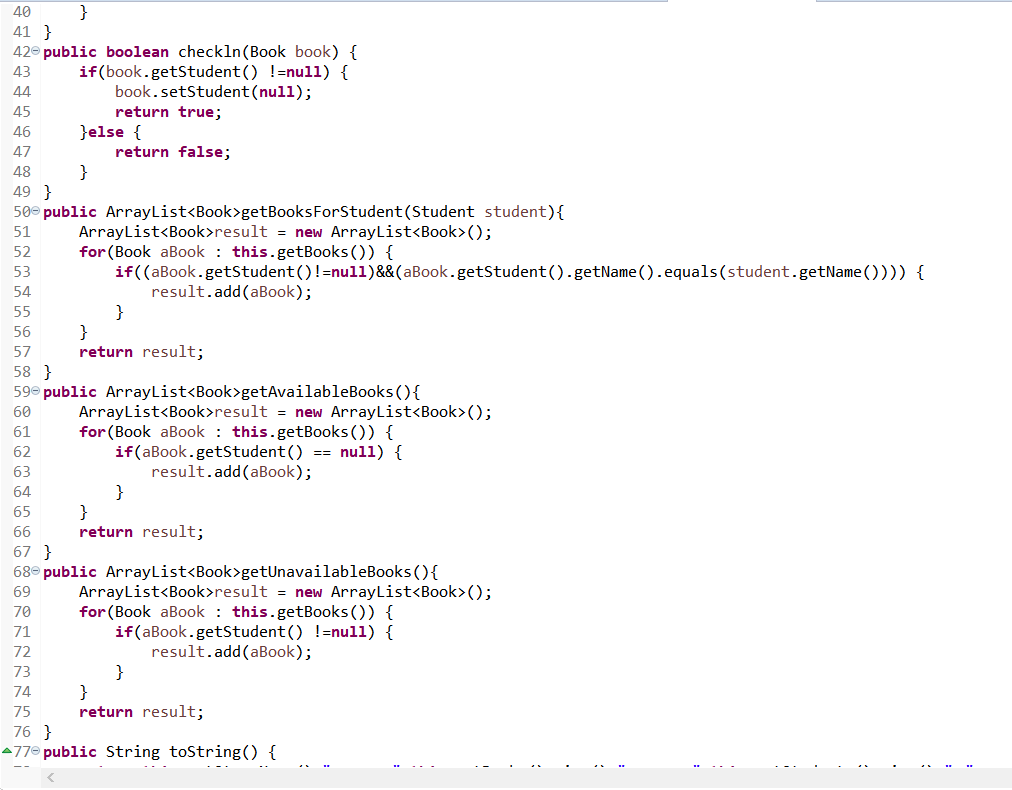 40 }
41 }
42 public boolean checkln(Book book) {
43 if(book.getStudent() !=null) {
44 book.setStudent(null);
45 return true;
46 }else {
47 return false;
48 }
49 }
50 public ArrayList<Book>getBooksForStudent(Student student){
51 ArrayList<Book>result = new ArrayList<Book>();
52 for(Book aBook : this.getBooks()) {
53 if((aBook.getStudent()!=null)&&(aBook.getStudent().getName().equals(student.getName()))) {
54 result.add(aBook);
55 }
56 }
57 return result;
58 }
59 public ArrayList<Book>getAvailableBooks(){
60 ArrayList<Book>result = new ArrayList<Book>();
61 for(Book aBook : this.getBooks()) {
62 if(aBook.getStudent() == null) {
63 result.add(aBook);
64 }
65 }
66 return result;
67 }
68 public ArrayList<Book>getUnavailableBooks(){
69 ArrayList<Book>result = new ArrayList<Book>();
70 for(Book aBook : this.getBooks()) {
71 if(aBook.getStudent() !=null) {
72 result.add(aBook);
73 }
74 }
75 return result;
76 }
77 public String toString() {